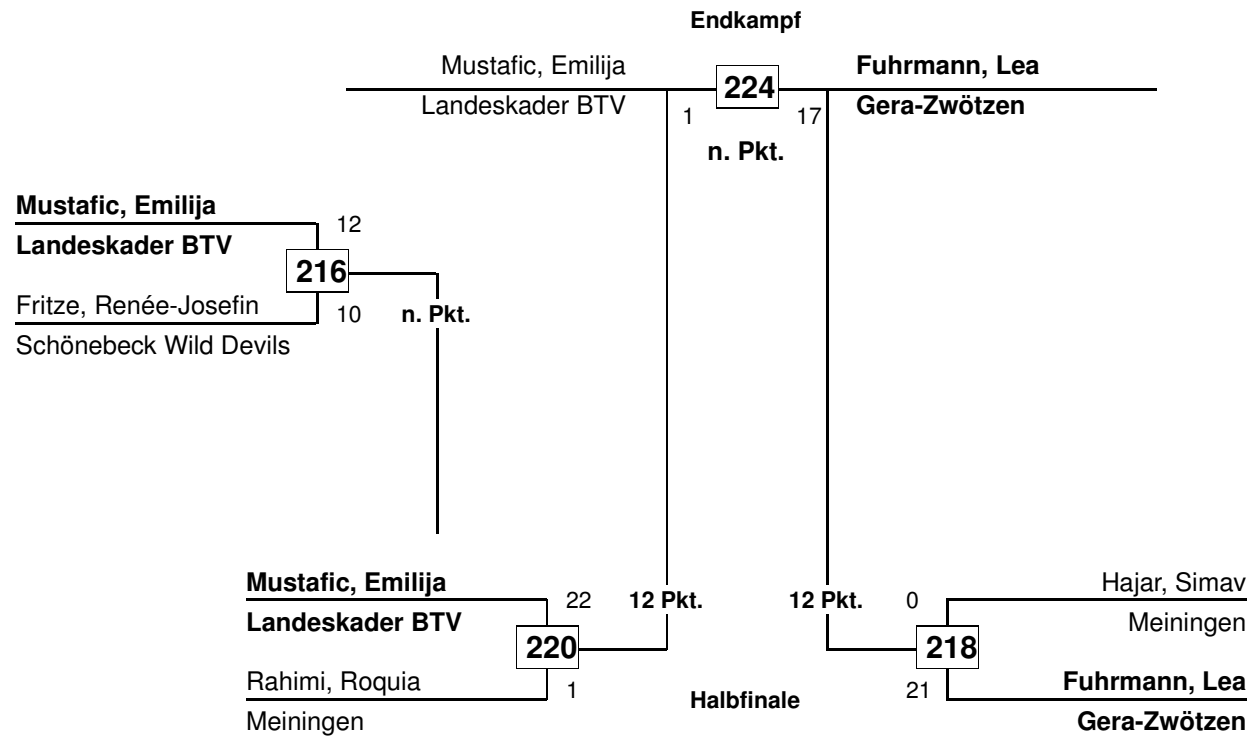 Endkampf
Mustafic, Emilija
Landeskader BTV
224
Fuhrmann, Lea
Gera-Zwötzen
1
17
n. Pkt.
Mustafic, Emilija
Landeskader BTV
12
216
Fritze, Renée-Josefin
Schönebeck Wild Devils
10
n. Pkt.
Mustafic, Emilija
Landeskader BTV
22
12 Pkt.
220
Rahimi, Roquia
Meiningen
1
Halbfinale
12 Pkt.
0
Hajar, Simav
Meiningen
218
21
Fuhrmann, Lea
Gera-Zwötzen